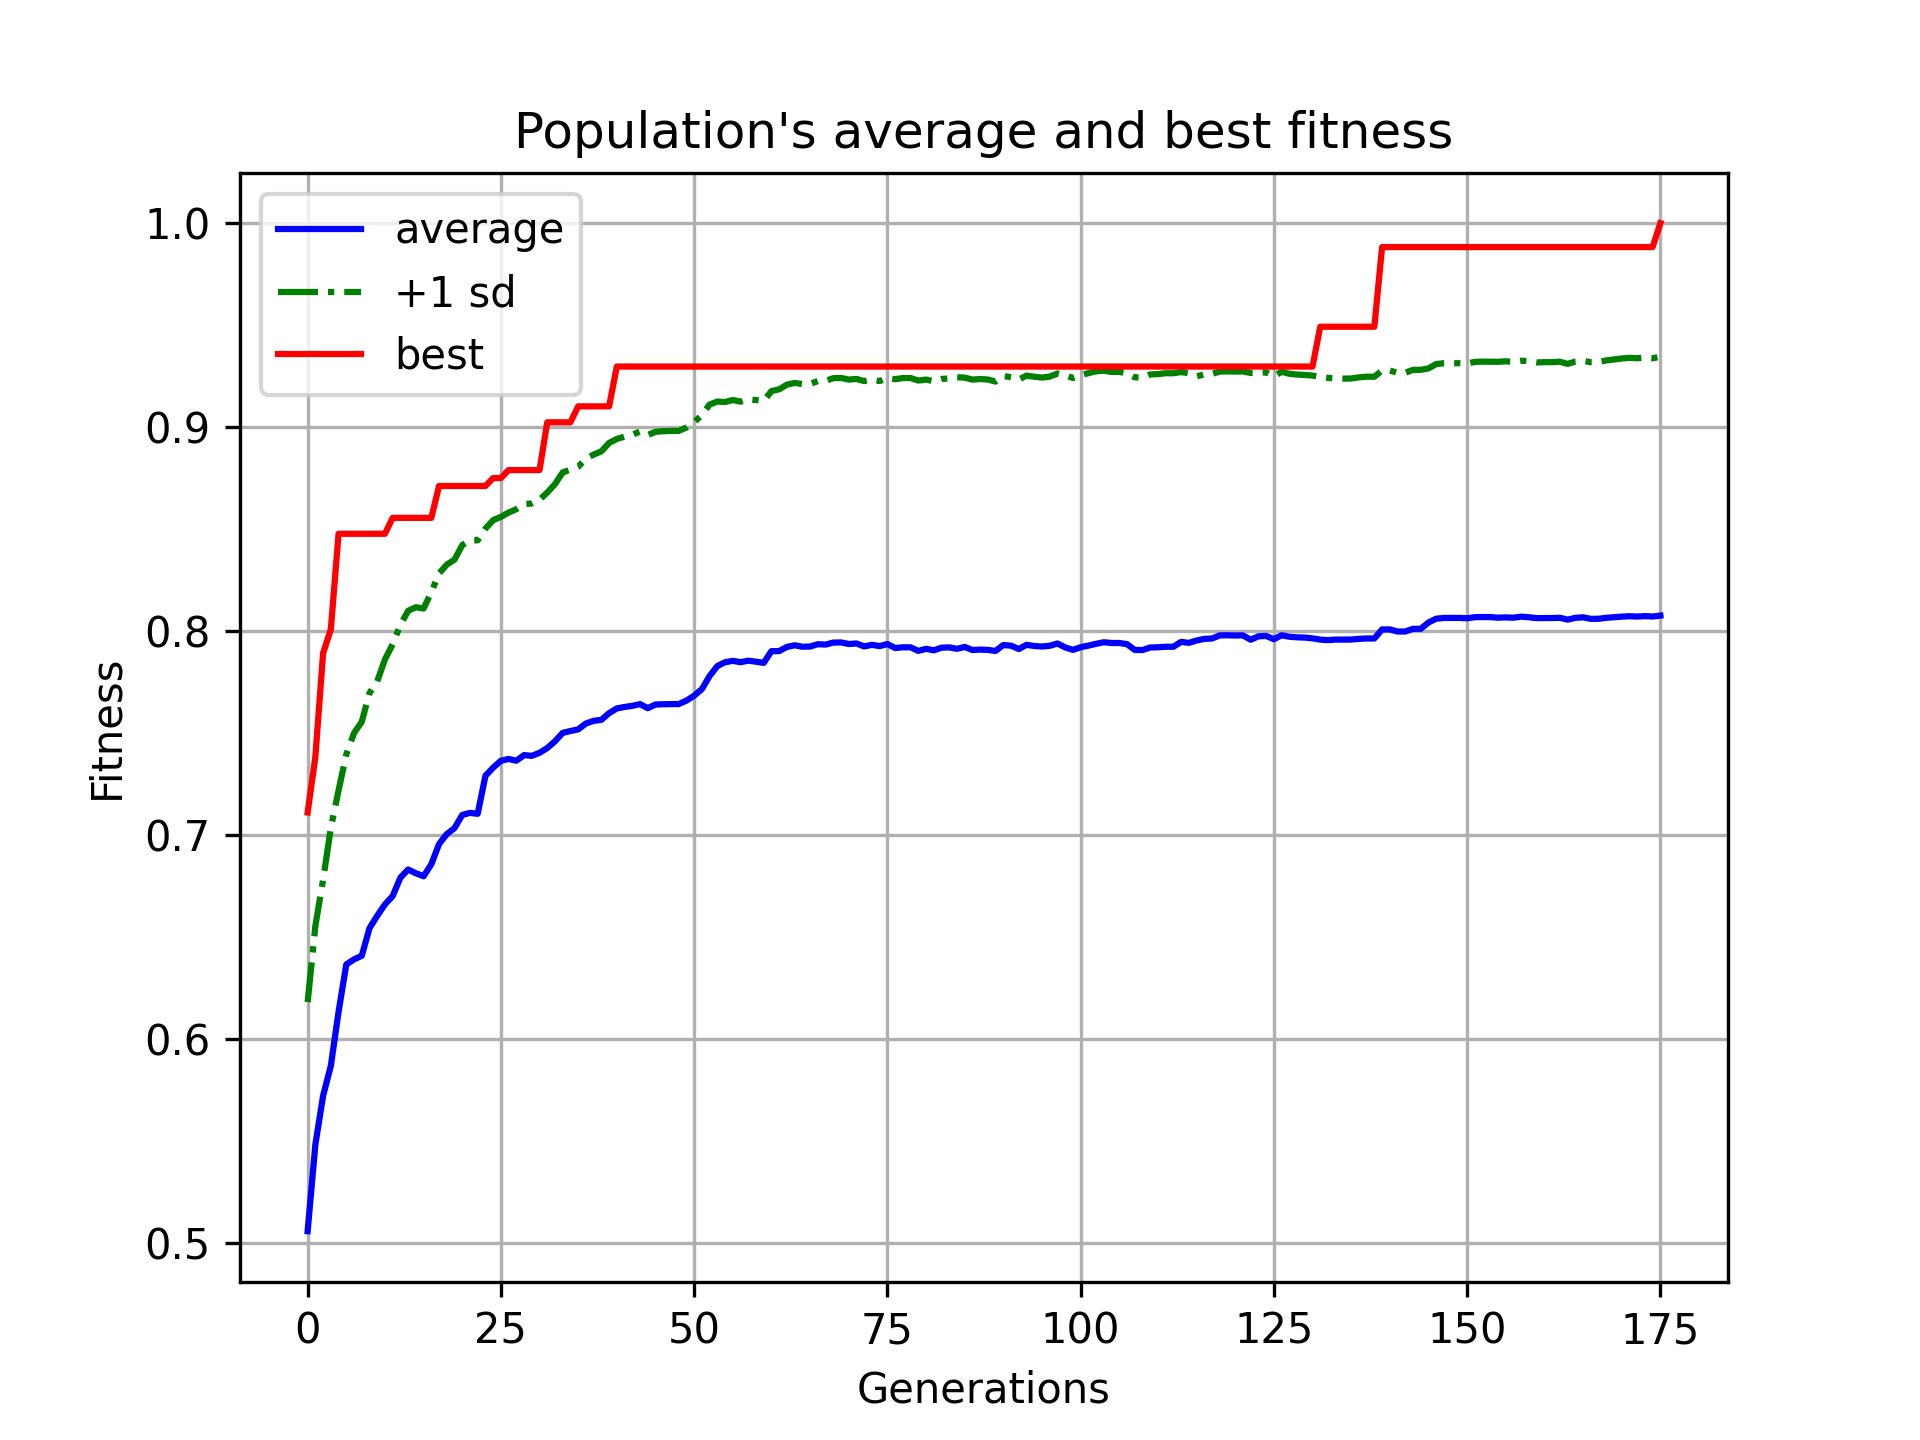 Population's average and best fitness
average
+1 sd
best
1.0
0.9
0.8
0.7
0.6
0.5
Fitness
0 25 50 75 100 125 150 175
Generations